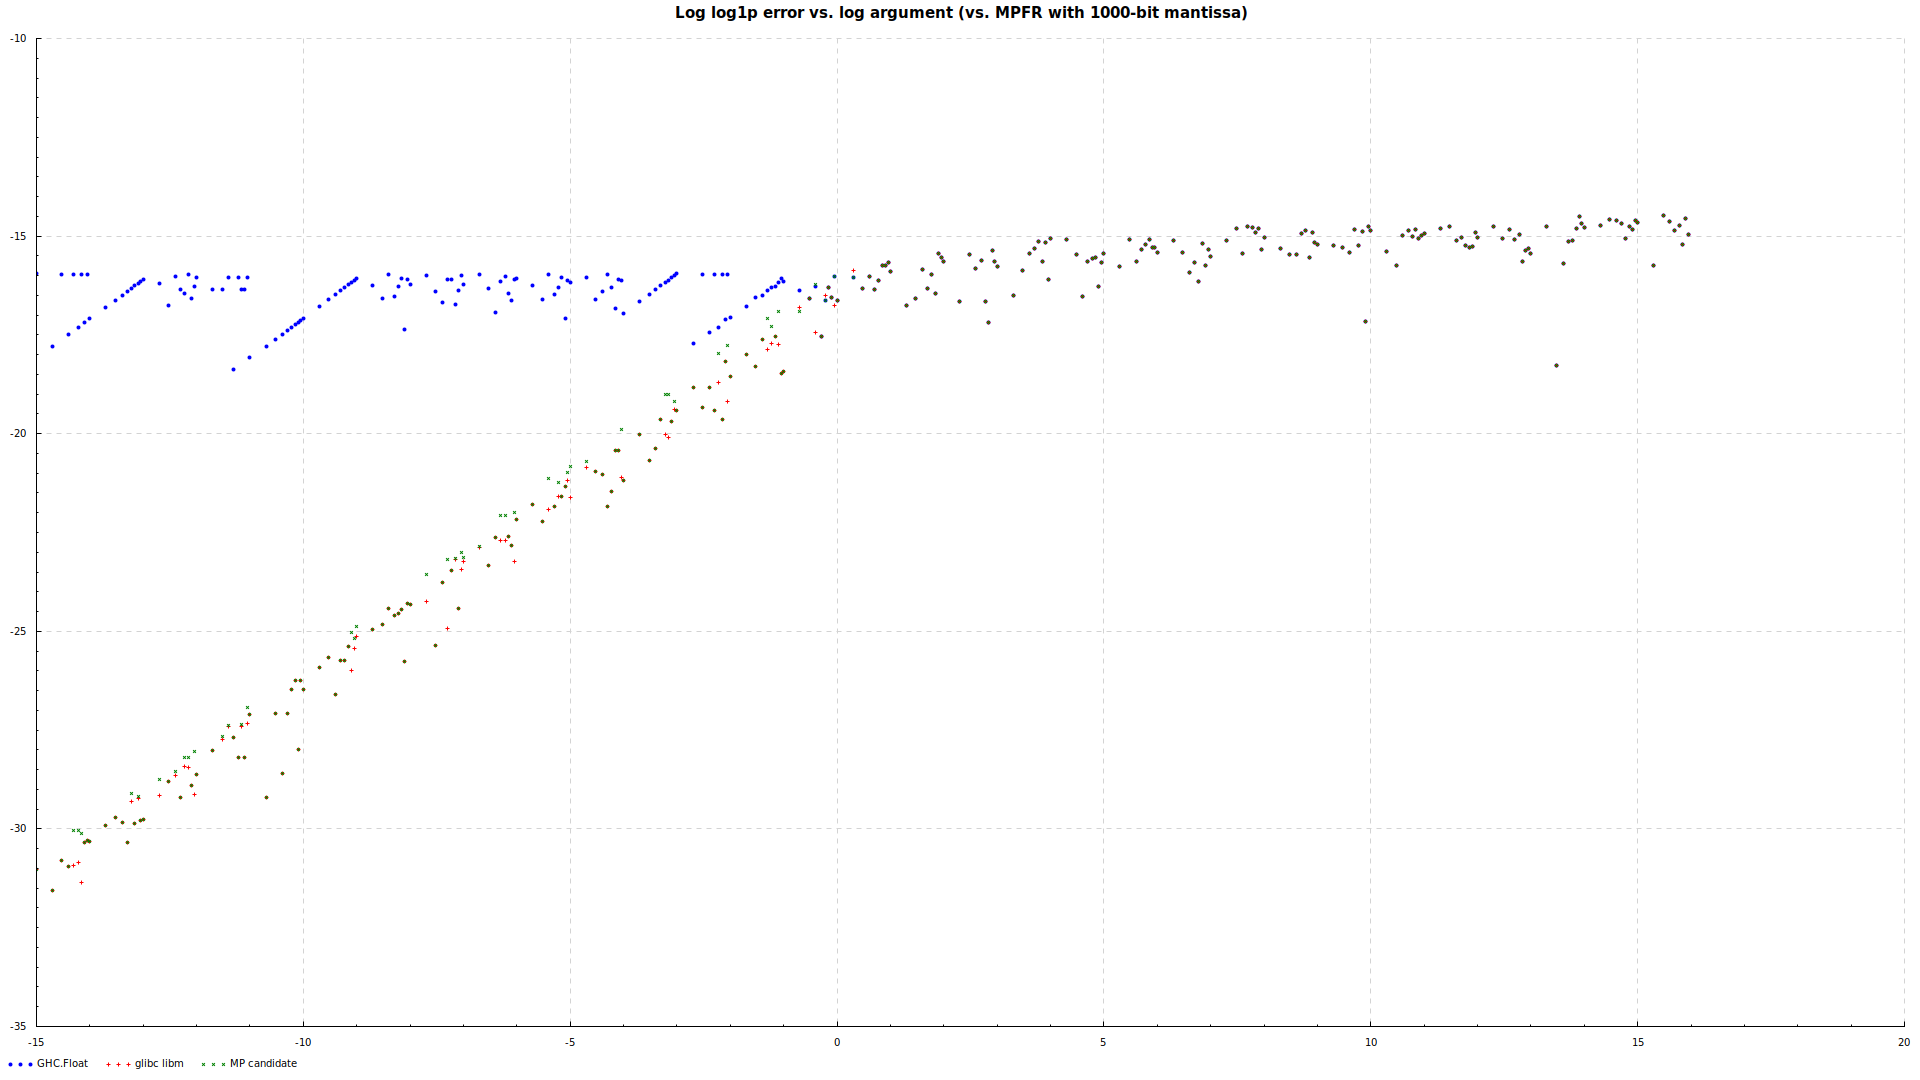 Log log1p error vs. log argument (vs. MPFR with 1000-bit mantissa)
-10
-15
-20
-25
-30
-35
-15 -10 -5 0 5 10 15 20
GHC.Float glibc libm MP candidate